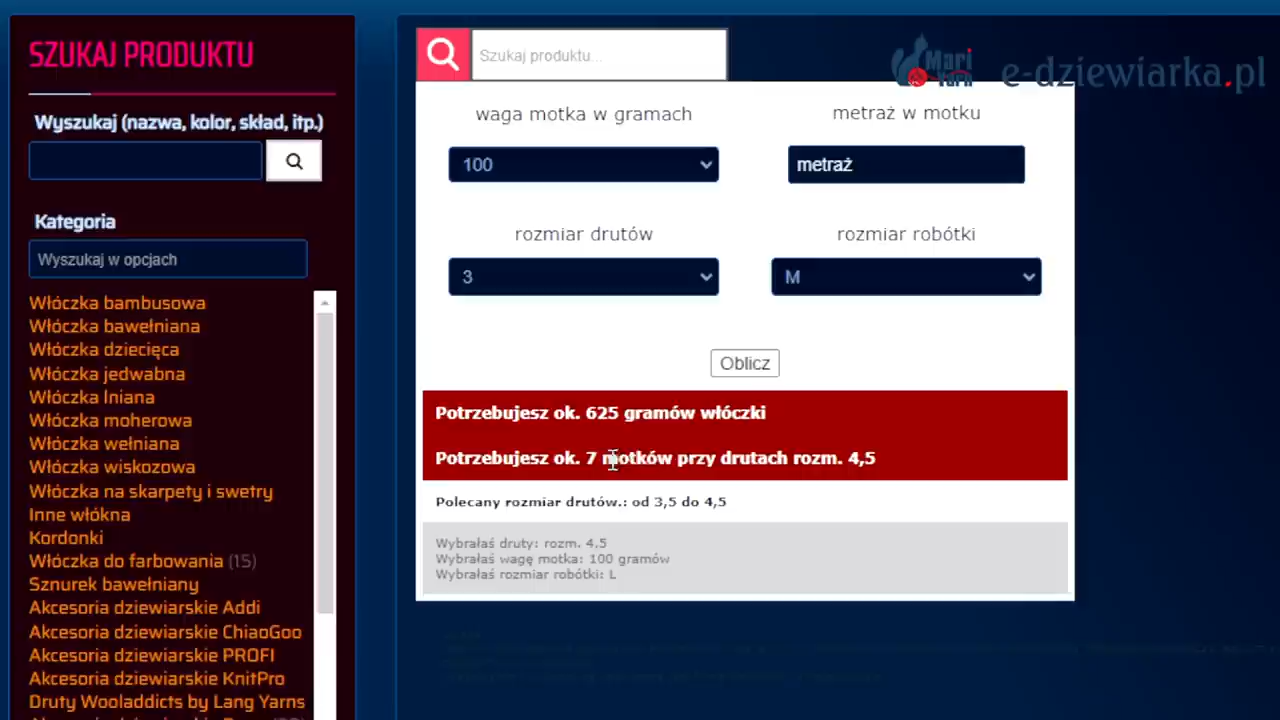 SZUKAJ PRODUKTU
Wyszukaj (nazwa, kolor, skład, itp.)
Kategoria
Wyszukaj w opcjach
Włóczka bambusowa
Włóczka bawełniana
Włóczka dziecięca
Włóczka jedwabna
Włóczka lniana
Włóczka moherowa
Włóczka wełniana
Włóczka wiskozowa
Włóczka na skarpety i swetry
Inne włókna
Kordonki
Włóczka do farbowania (15)
Sznurek bawełniany
Akcesoria dziewiarskie Addi
Akcesoria dziewiarskie ChiaoGoo
Akcesoria dziewiarskie PROFI
Akcesoria dziewiarskie KnitPro
Druty Wooladdicts by Lang Yarns
Szukaj produktu...
Mari Yarn
e-dziewiarka.pl
waga motka w gramach
metraż w motku
100
metraż
rozmiar drutów
rozmiar robótki
3
M
Oblicz
Potrzebujesz ok. 625 gramów włóczki
Potrzebujesz ok. 7 motków przy drutach rozm. 4,5
Polecany rozmiar drutów.: od 3,5 do 4,5
Wybrałaś druty: rozm. 4,5
Wybrałaś wagę motka: 100 gramów
Wybrałaś rozmiar robótki: L